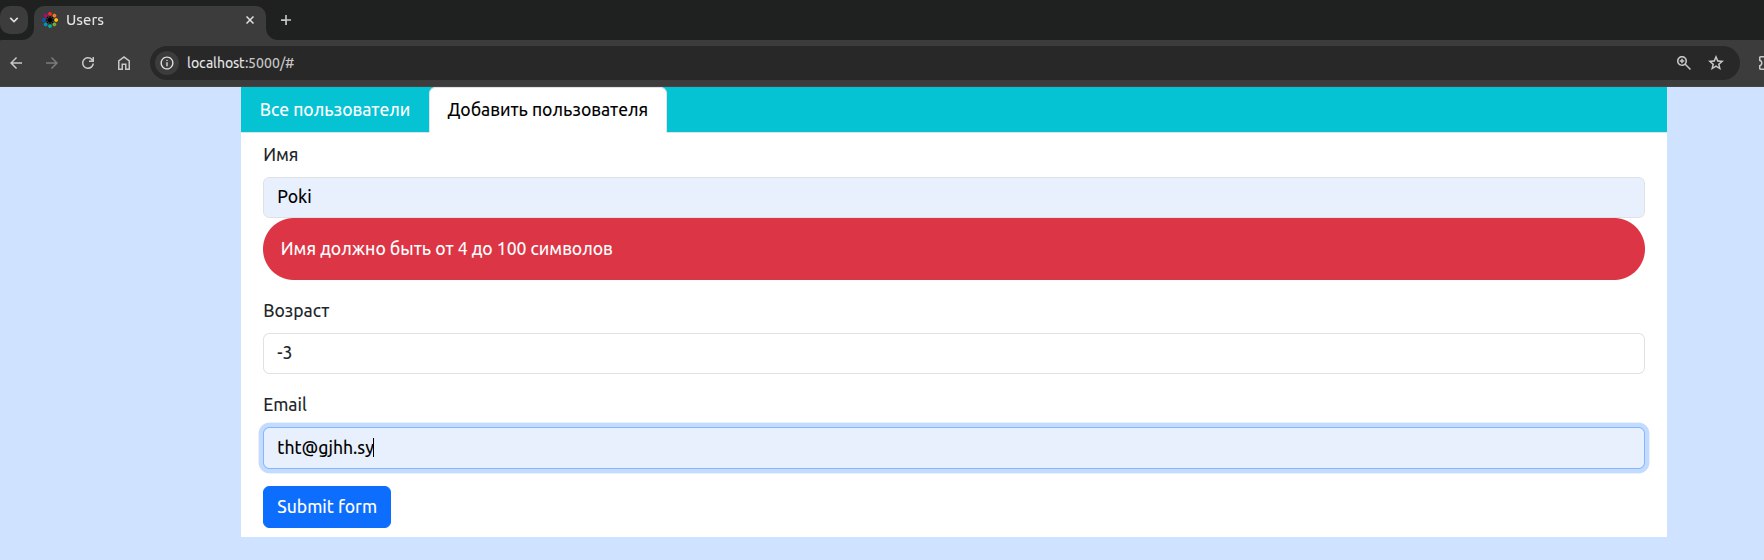 Users
localhost:5000/#
Все пользователи Добавить пользователя
Имя
Poki
Имя должно быть от 4 до 100 символов
Возраст
-3
Email
tht@gjhh.sy
Submit form